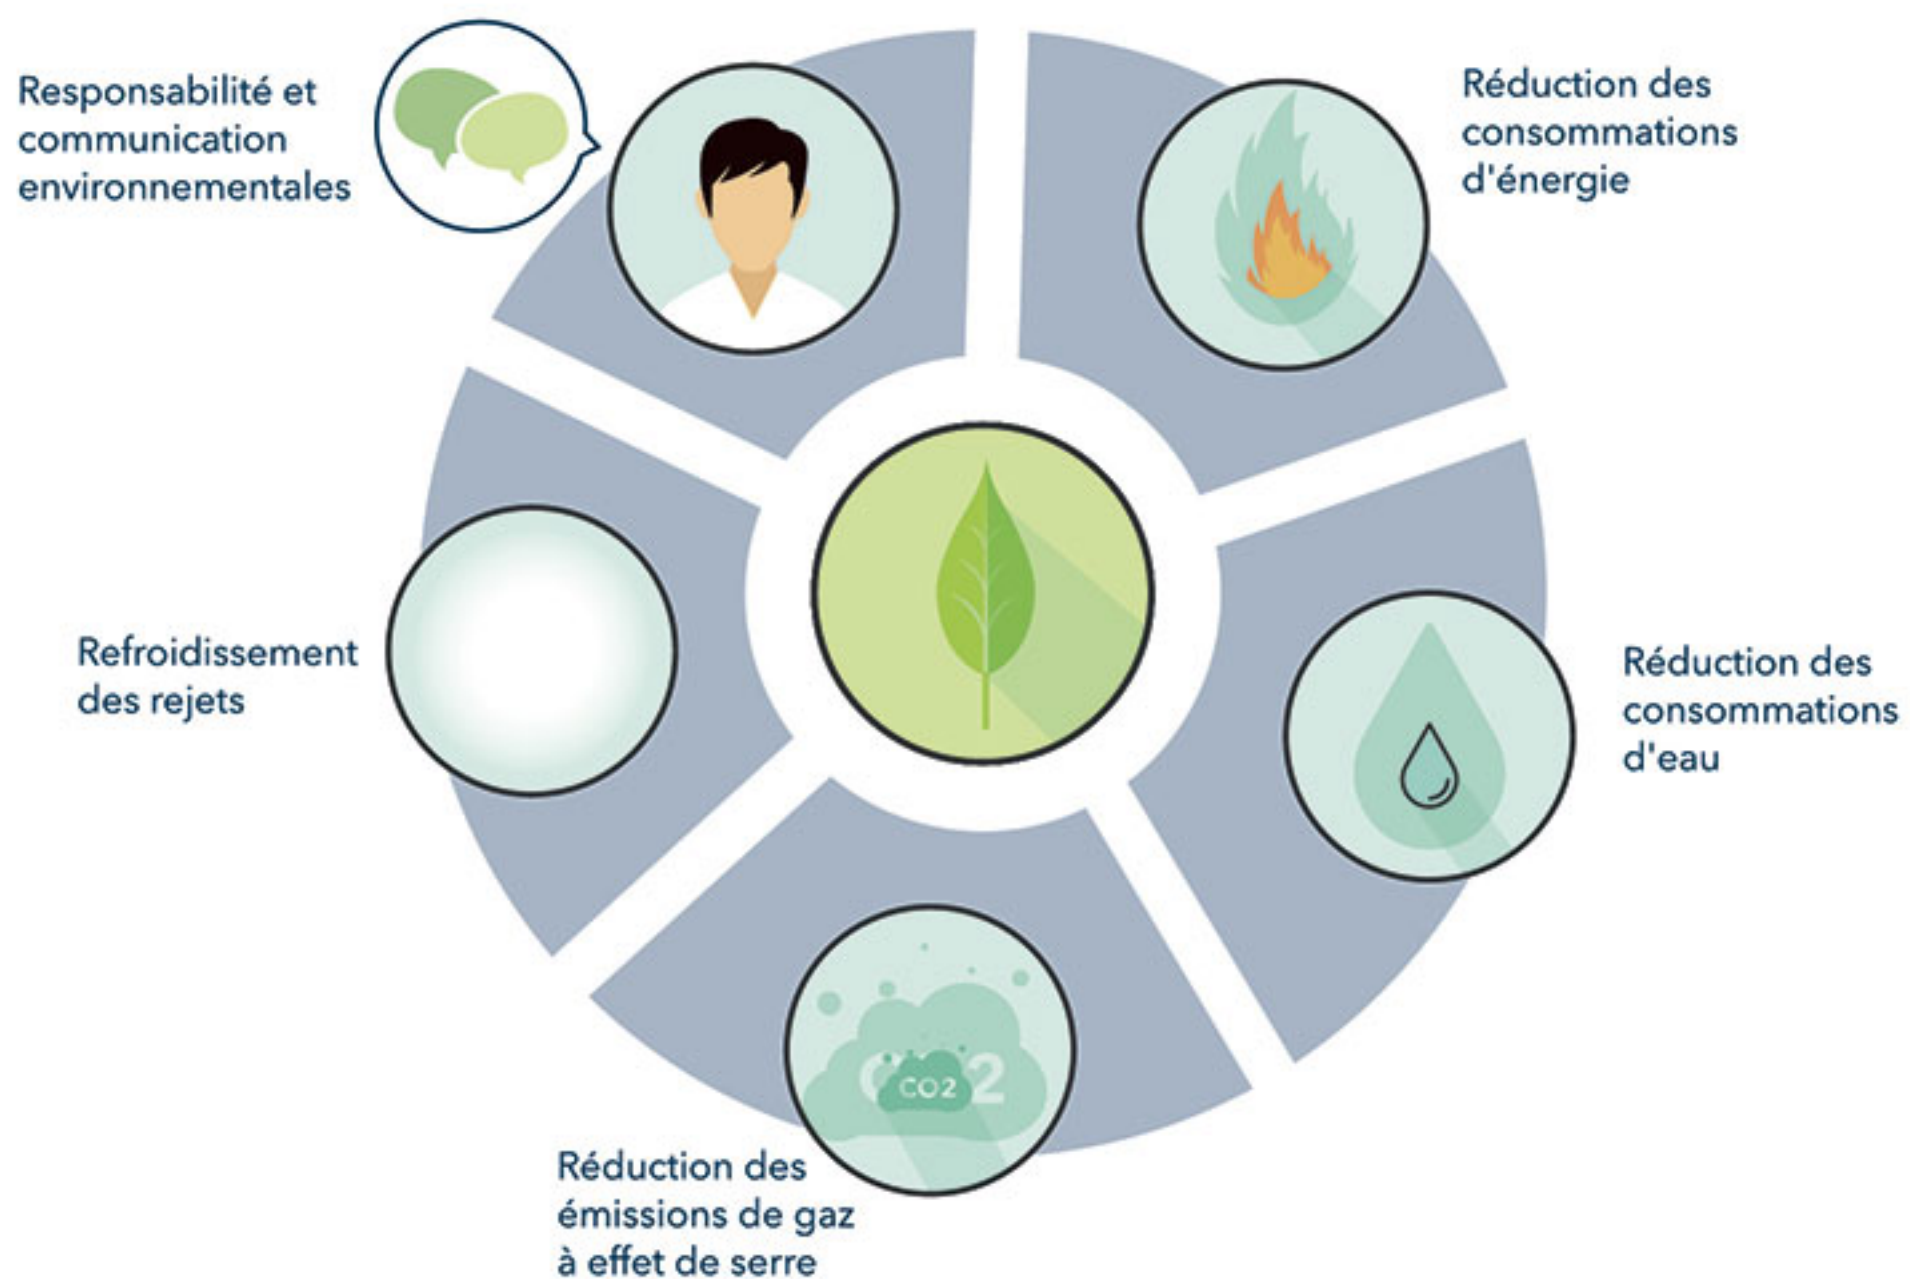 Responsabilité et
communication
environnementales
Réduction des
consommations
d'énergie
Refroidissement
des rejets
Réduction des
consommations
d'eau
CO2
Réduction des
émissions de gaz
à effet de serre